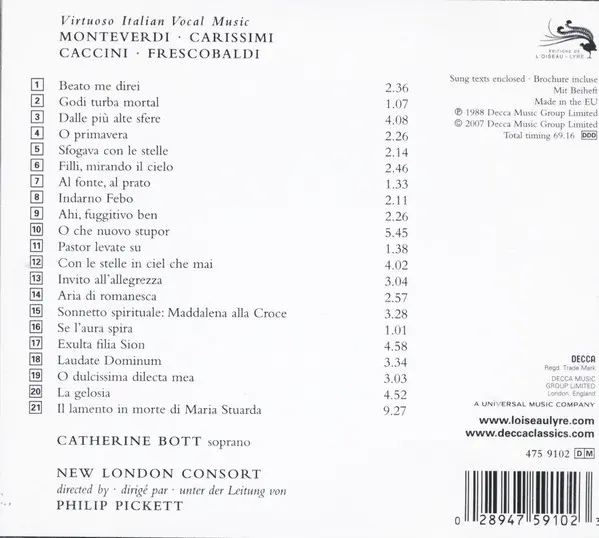 Virtuoso Italian Vocal Music
MONTEVERDI · CARISSIMI
CACCINI · FRESCOBALDI
1 Beato me direi 2.36
2 Godi turba mortal 1.07
3 Dalle più alte sfere 4.08
4 O primavera 2.26
5 Sfogava con le stelle 2.14
6 Filli, mirando il cielo 2.46
7 Al fonte, al prato 1.33
8 Indarno Febo 2.11
9 Ahi, fuggitivo ben 2.26
10 O che nuovo stupor 5.45
11 Pastor levate su 1.38
12 Con le stelle in ciel che mai 4.02
13 Invito all'allegrezza 3.04
14 Aria di romanesca 2.57
15 Sonnetto spirituale: Maddalena alla Croce 3.28
16 Se l'aura spira 1.01
17 Exulta filia Sion 4.58
18 Laudate Dominum 3.34
19 O dulcissima dilecta mea 3.03
20 La gelosia 4.52
21 Il lamento in morte di Maria Stuarda 9.27
CATHERINE BOTT soprano
NEW LONDON CONSORT
directed by · dirigé par · unter der Leitung von
PHILIP PICKETT
EDITIONS DE
L'OISEAU-LYRE
Sung texts enclosed · Brochure incluse
Mit Beiheft
Made in the EU
℗ 1988 Decca Music Group Limited
© 2007 Decca Music Group Limited
Total timing 69.16 DDD
DECCA
Regd. Trade Mark
DECCA MUSIC
GROUP LIMITED
London, England
A UNIVERSAL MUSIC COMPANY
www.loiseaulyre.com
www.deccaclassics.com
475 9102 DM
0 28947 59102 3